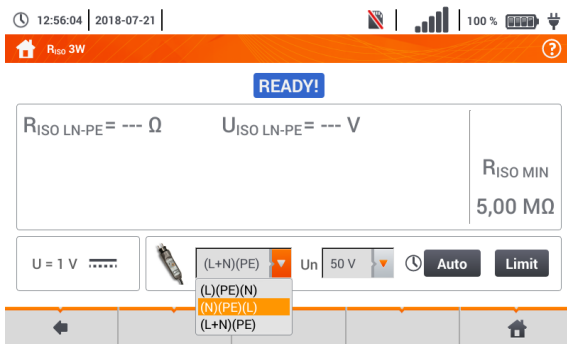 12:56:04 2018-07-21 100 %
RISO 3W ?
READY!
RISO LN-PE= --- Ω UISO LN-PE= --- V
RISO MIN
5,00 MΩ
U = 1 V (L+N)(PE) Un 50 V Auto Limit
(L)(PE)(N)
(N)(PE)(L)
(L+N)(PE)